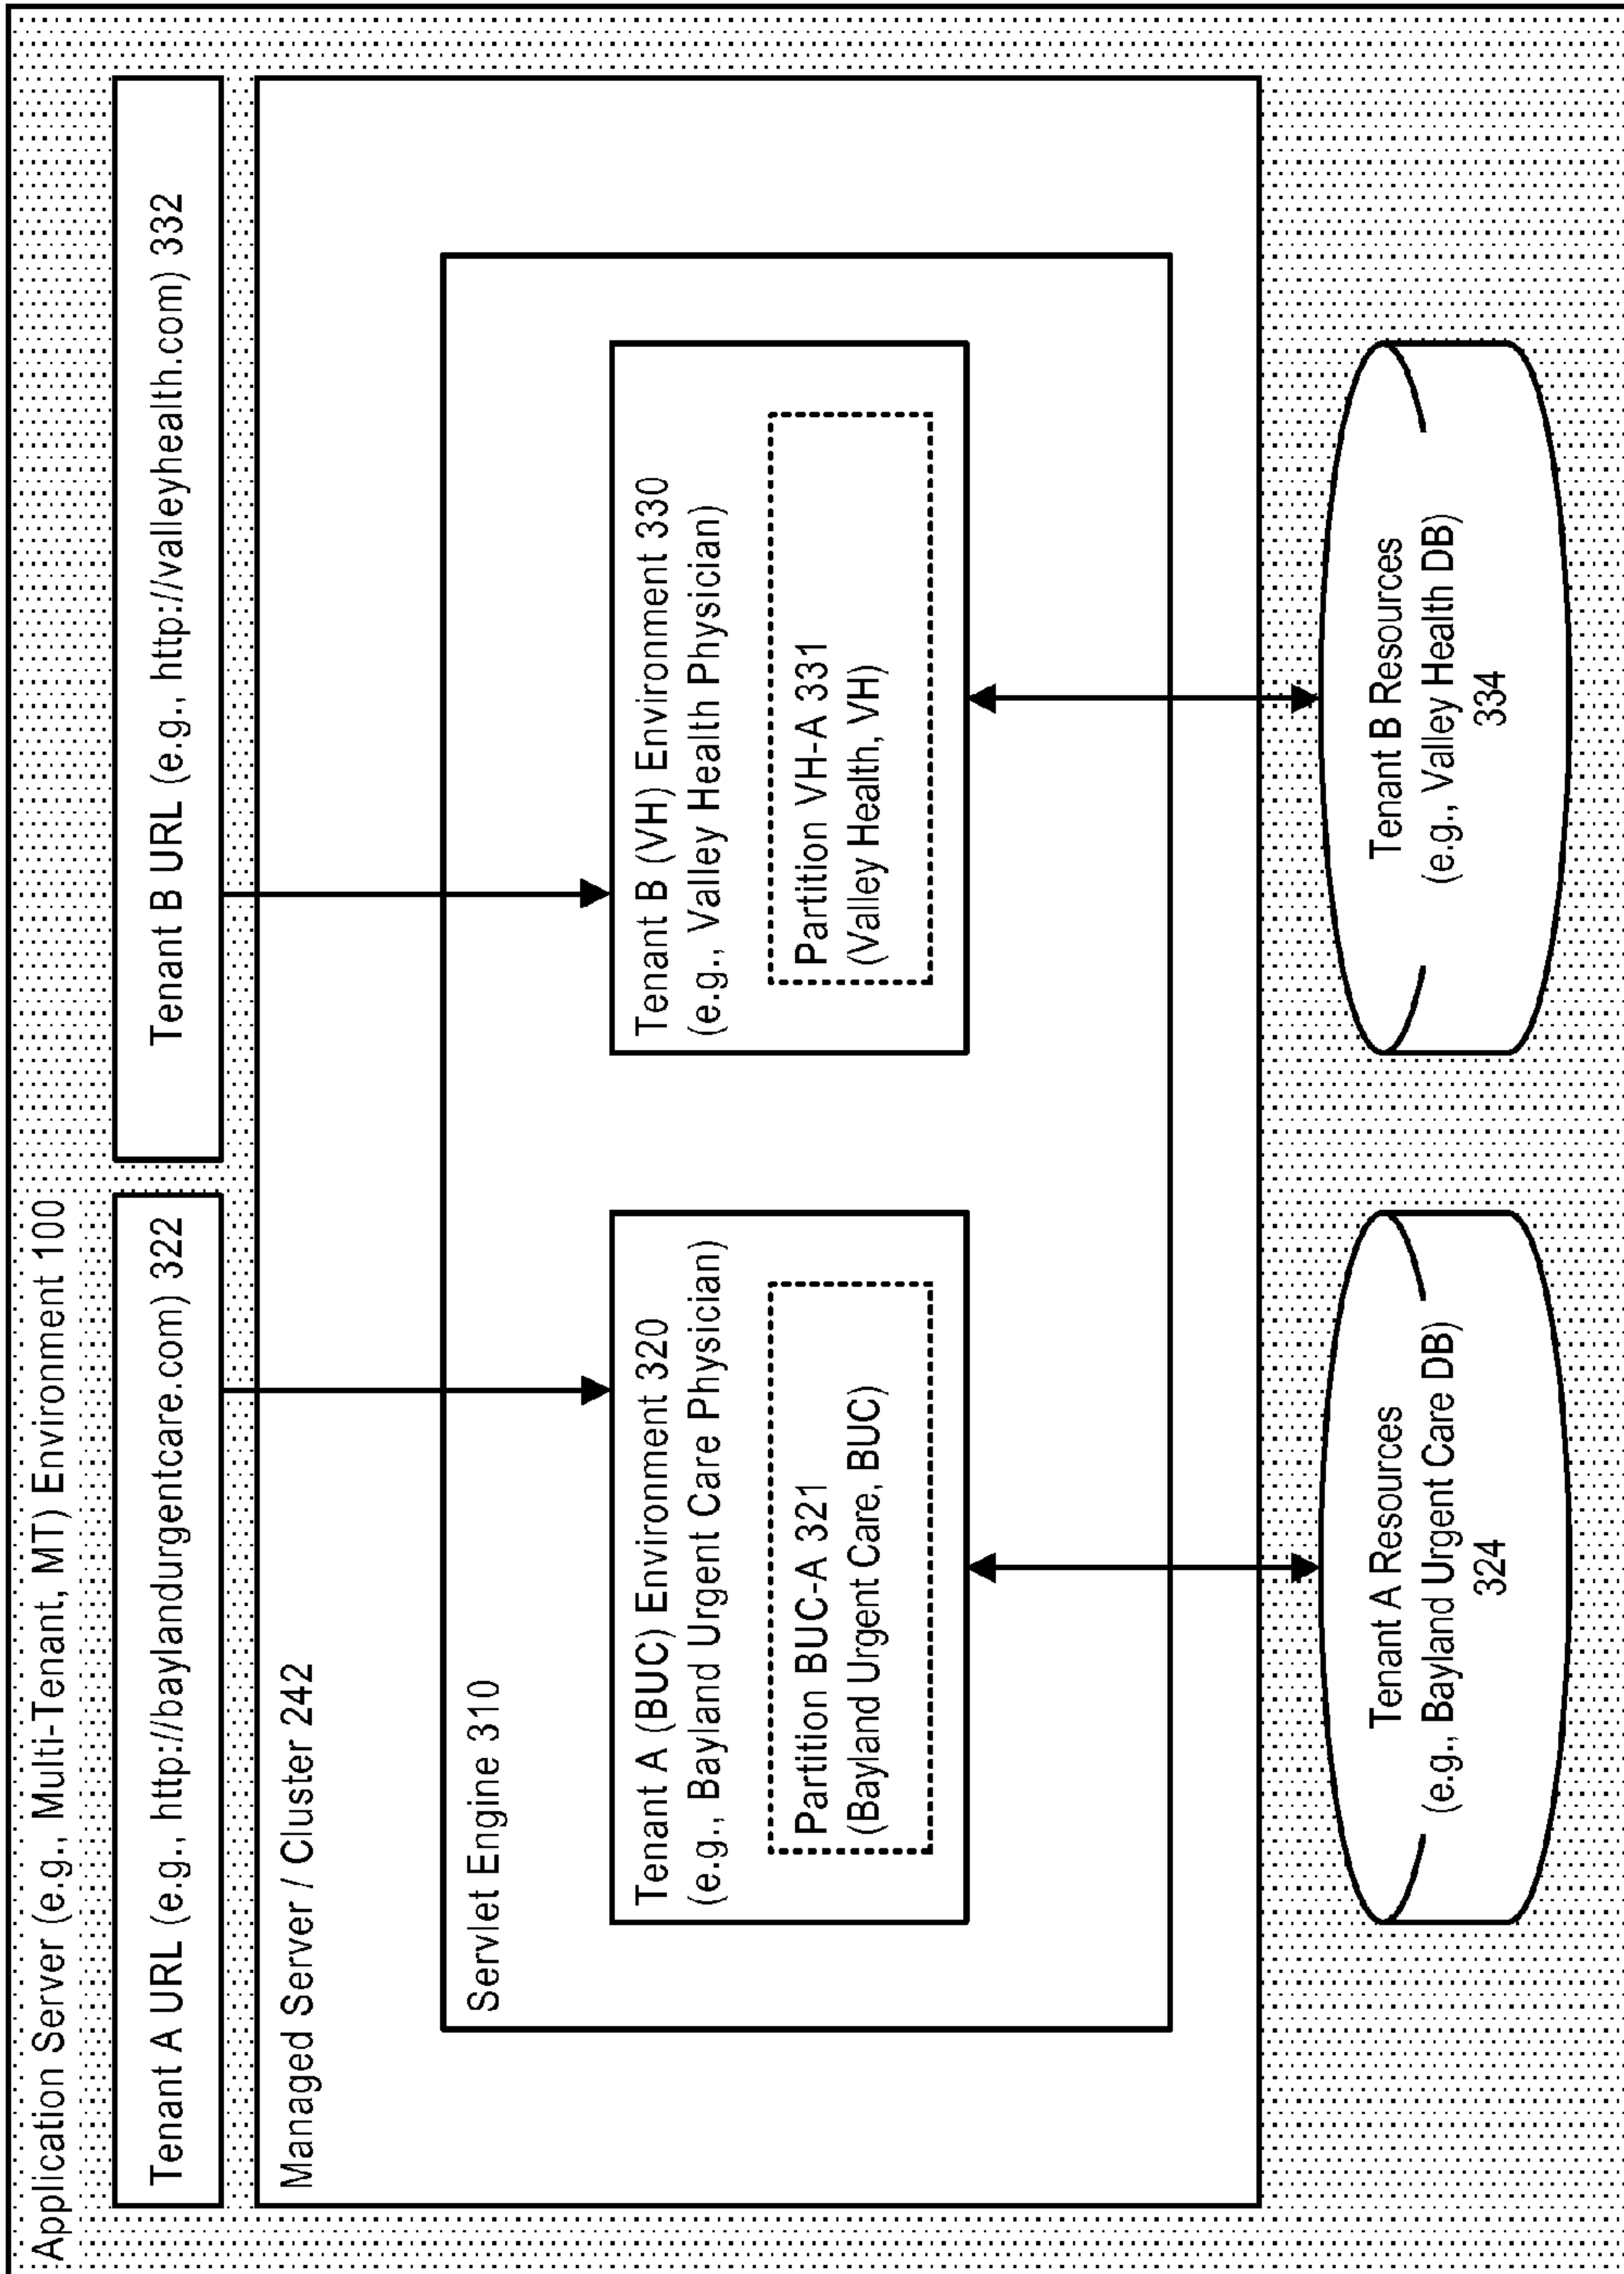 Application Server (e.g., Multi-Tenant, MT) Environment 100
Tenant A URL (e.g., http://baylandurgentcare.com) 322
Tenant B URL (e.g., http://valleyhealth.com) 332
Managed Server / Cluster 242
Servlet Engine 310
Tenant A (BUC) Environment 320
(e.g., Bayland Urgent Care Physician)
Partition BUC-A 321
(Bayland Urgent Care, BUC)
Tenant B (VH) Environment 330
(e.g., Valley Health Physician)
Partition VH-A 331
(Valley Health, VH)
Tenant A Resources
(e.g., Bayland Urgent Care DB)
324
Tenant B Resources
(e.g., Valley Health DB)
334